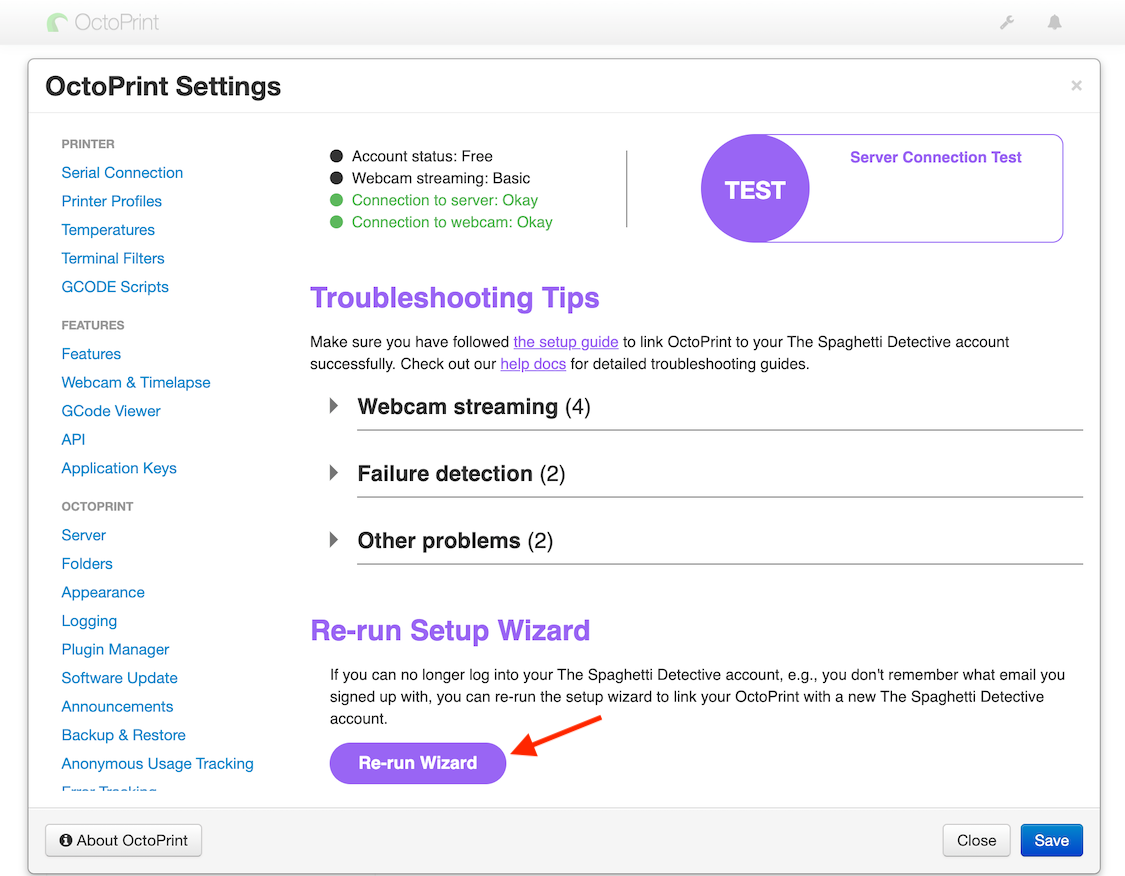 OctoPrint
OctoPrint Settings
×
PRINTER
Serial Connection
Printer Profiles
Temperatures
Terminal Filters
GCODE Scripts
FEATURES
Features
Webcam & Timelapse
GCode Viewer
API
Application Keys
OCTOPRINT
Server
Folders
Appearance
Logging
Plugin Manager
Software Update
Announcements
Backup & Restore
Anonymous Usage Tracking
Error Tracking
Account status: Free
Webcam streaming: Basic
Connection to server: Okay
Connection to webcam: Okay
TEST
Server Connection Test
Troubleshooting Tips
Make sure you have followed the setup guide to link OctoPrint to your The Spaghetti Detective account
successfully. Check out our help docs for detailed troubleshooting guides.
Webcam streaming (4)
Failure detection (2)
Other problems (2)
Re-run Setup Wizard
If you can no longer log into your The Spaghetti Detective account, e.g., you don't remember what email you
signed up with, you can re-run the setup wizard to link your OctoPrint with a new The Spaghetti Detective
account.
Re-run Wizard
About OctoPrint
Close
Save